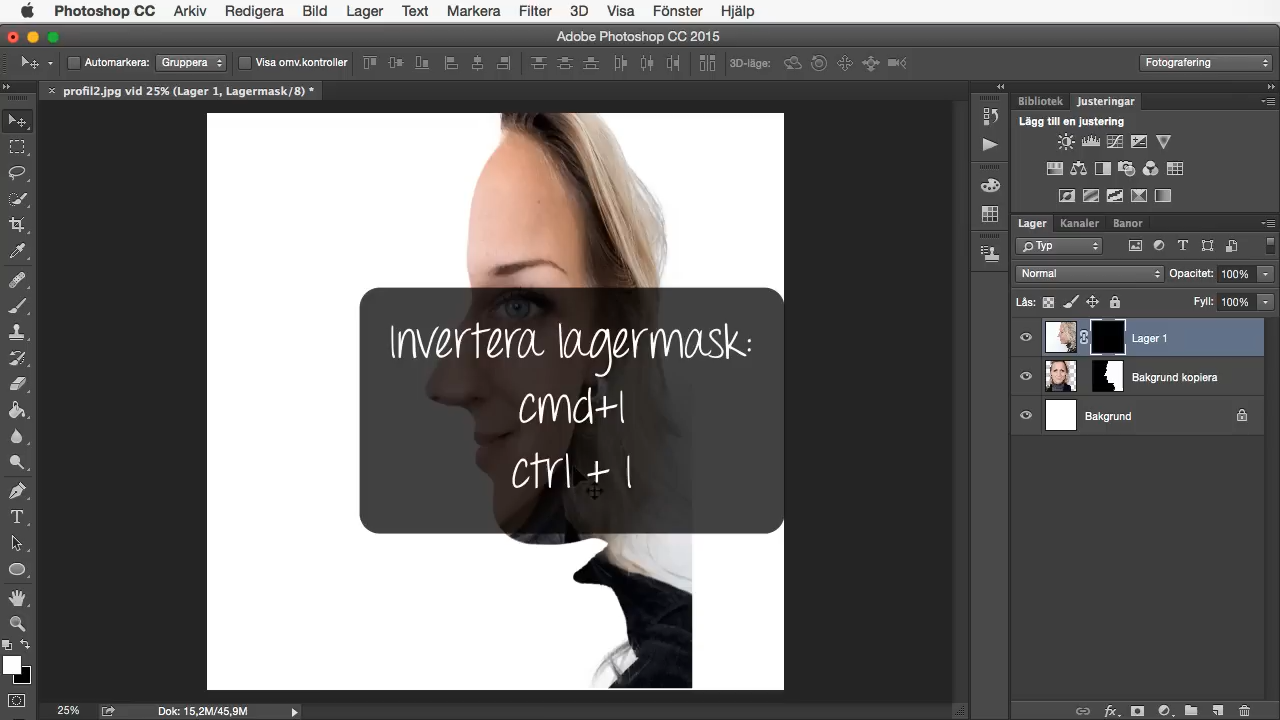 Photoshop CC Arkiv Redigera Bild Lager Text Markera Filter 3D Visa Fönster Hjälp
Adobe Photoshop CC 2015
Automarkera: Gruppera Visa omv.kontroller 3D-läge: Fotografering
× profil2.jpg vid 25% (Lager 1, Lagermask/8) *
Bibliotek Justeringar
Lägg till en justering
Lager Kanaler Banor
Typ
Normal Opacitet: 100%
Lås: Fyll: 100%
Lager 1
Bakgrund kopiera
Bakgrund
Invertera lagermask:
cmd+I
ctrl + I
25% Dok: 15,2M/45,9M